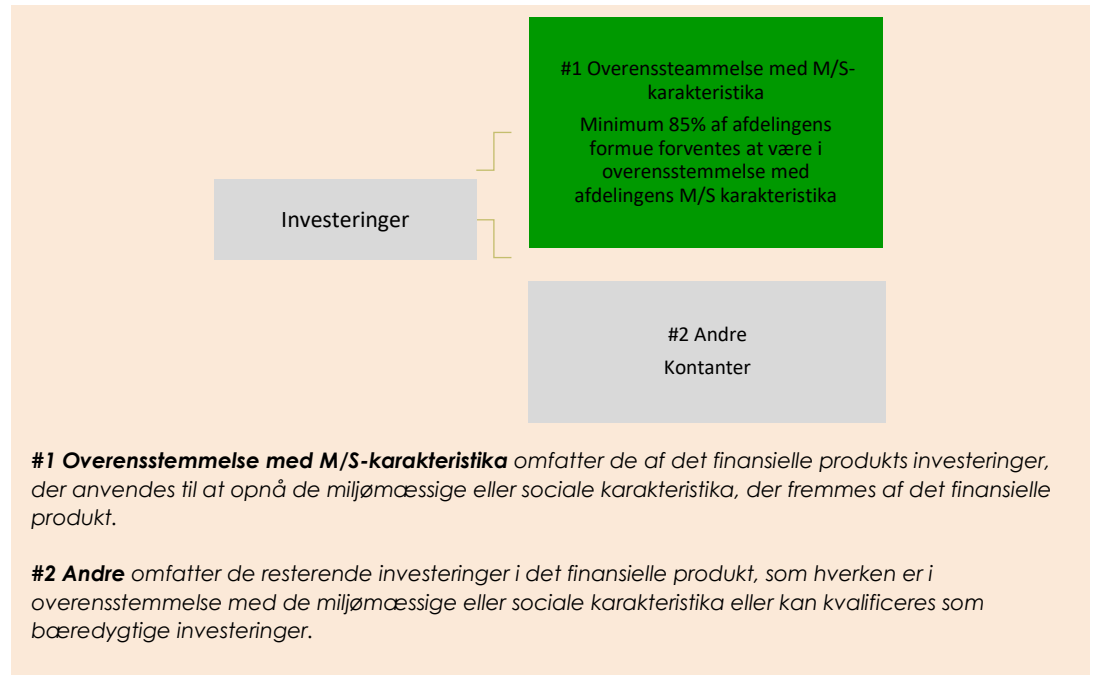 #1 Overenssteammelse med M/S-
karakteristika
Minimum 85% af afdelingens
formue forventes at være i
overensstemmelse med
afdelingens M/S karakteristika
Investeringer
#2 Andre
Kontanter
#1 Overensstemmelse med M/S-karakteristika omfatter de af det finansielle produkts investeringer,
der anvendes til at opnå de miljømæssige eller sociale karakteristika, der fremmes af det finansielle
produkt.
#2 Andre omfatter de resterende investeringer i det finansielle produkt, som hverken er i
overensstemmelse med de miljømæssige eller sociale karakteristika eller kan kvalificeres som
bæredygtige investeringer.